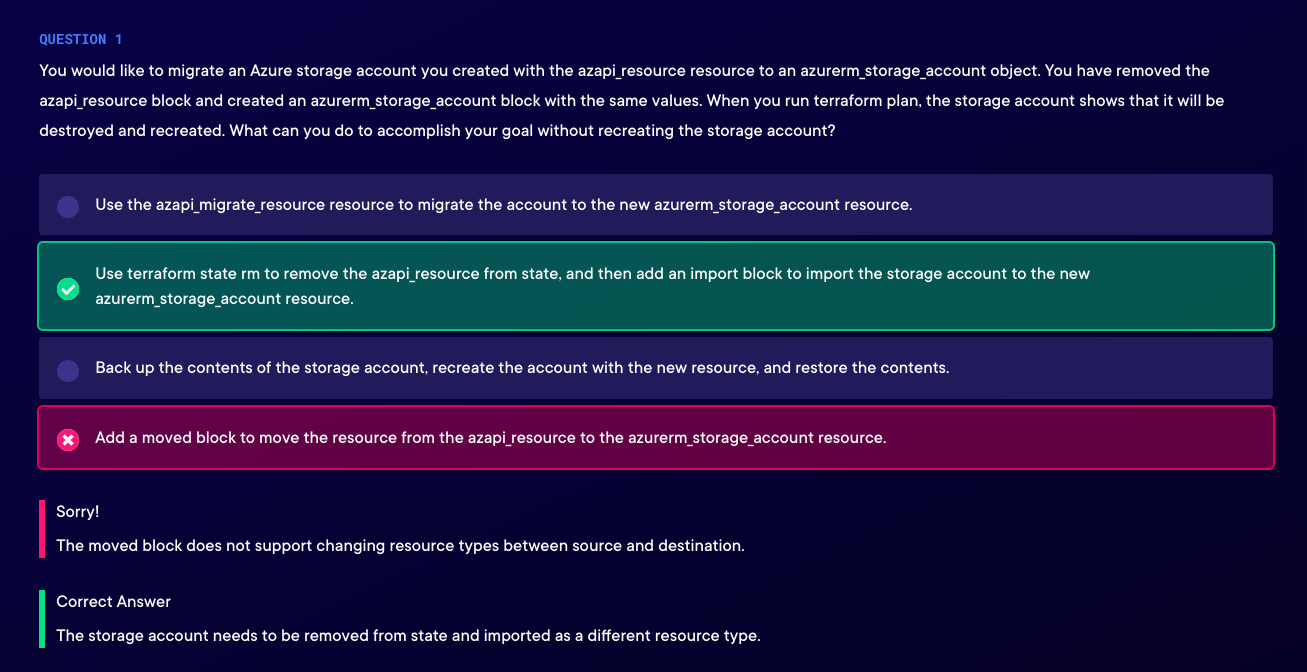 QUESTION 1
You would like to migrate an Azure storage account you created with the azapi_resource resource to an azurerm_storage_account object. You have removed the
azapi_resource block and created an azurerm_storage_account block with the same values. When you run terraform plan, the storage account shows that it will be
destroyed and recreated. What can you do to accomplish your goal without recreating the storage account?
Use the azapi_migrate_resource resource to migrate the account to the new azurerm_storage_account resource.
Use terraform state rm to remove the azapi_resource from state, and then add an import block to import the storage account to the new
azurerm_storage_account resource.
Back up the contents of the storage account, recreate the account with the new resource, and restore the contents.
Add a moved block to move the resource from the azapi_resource to the azurerm_storage_account resource.
Sorry!
The moved block does not support changing resource types between source and destination.
Correct Answer
The storage account needs to be removed from state and imported as a different resource type.